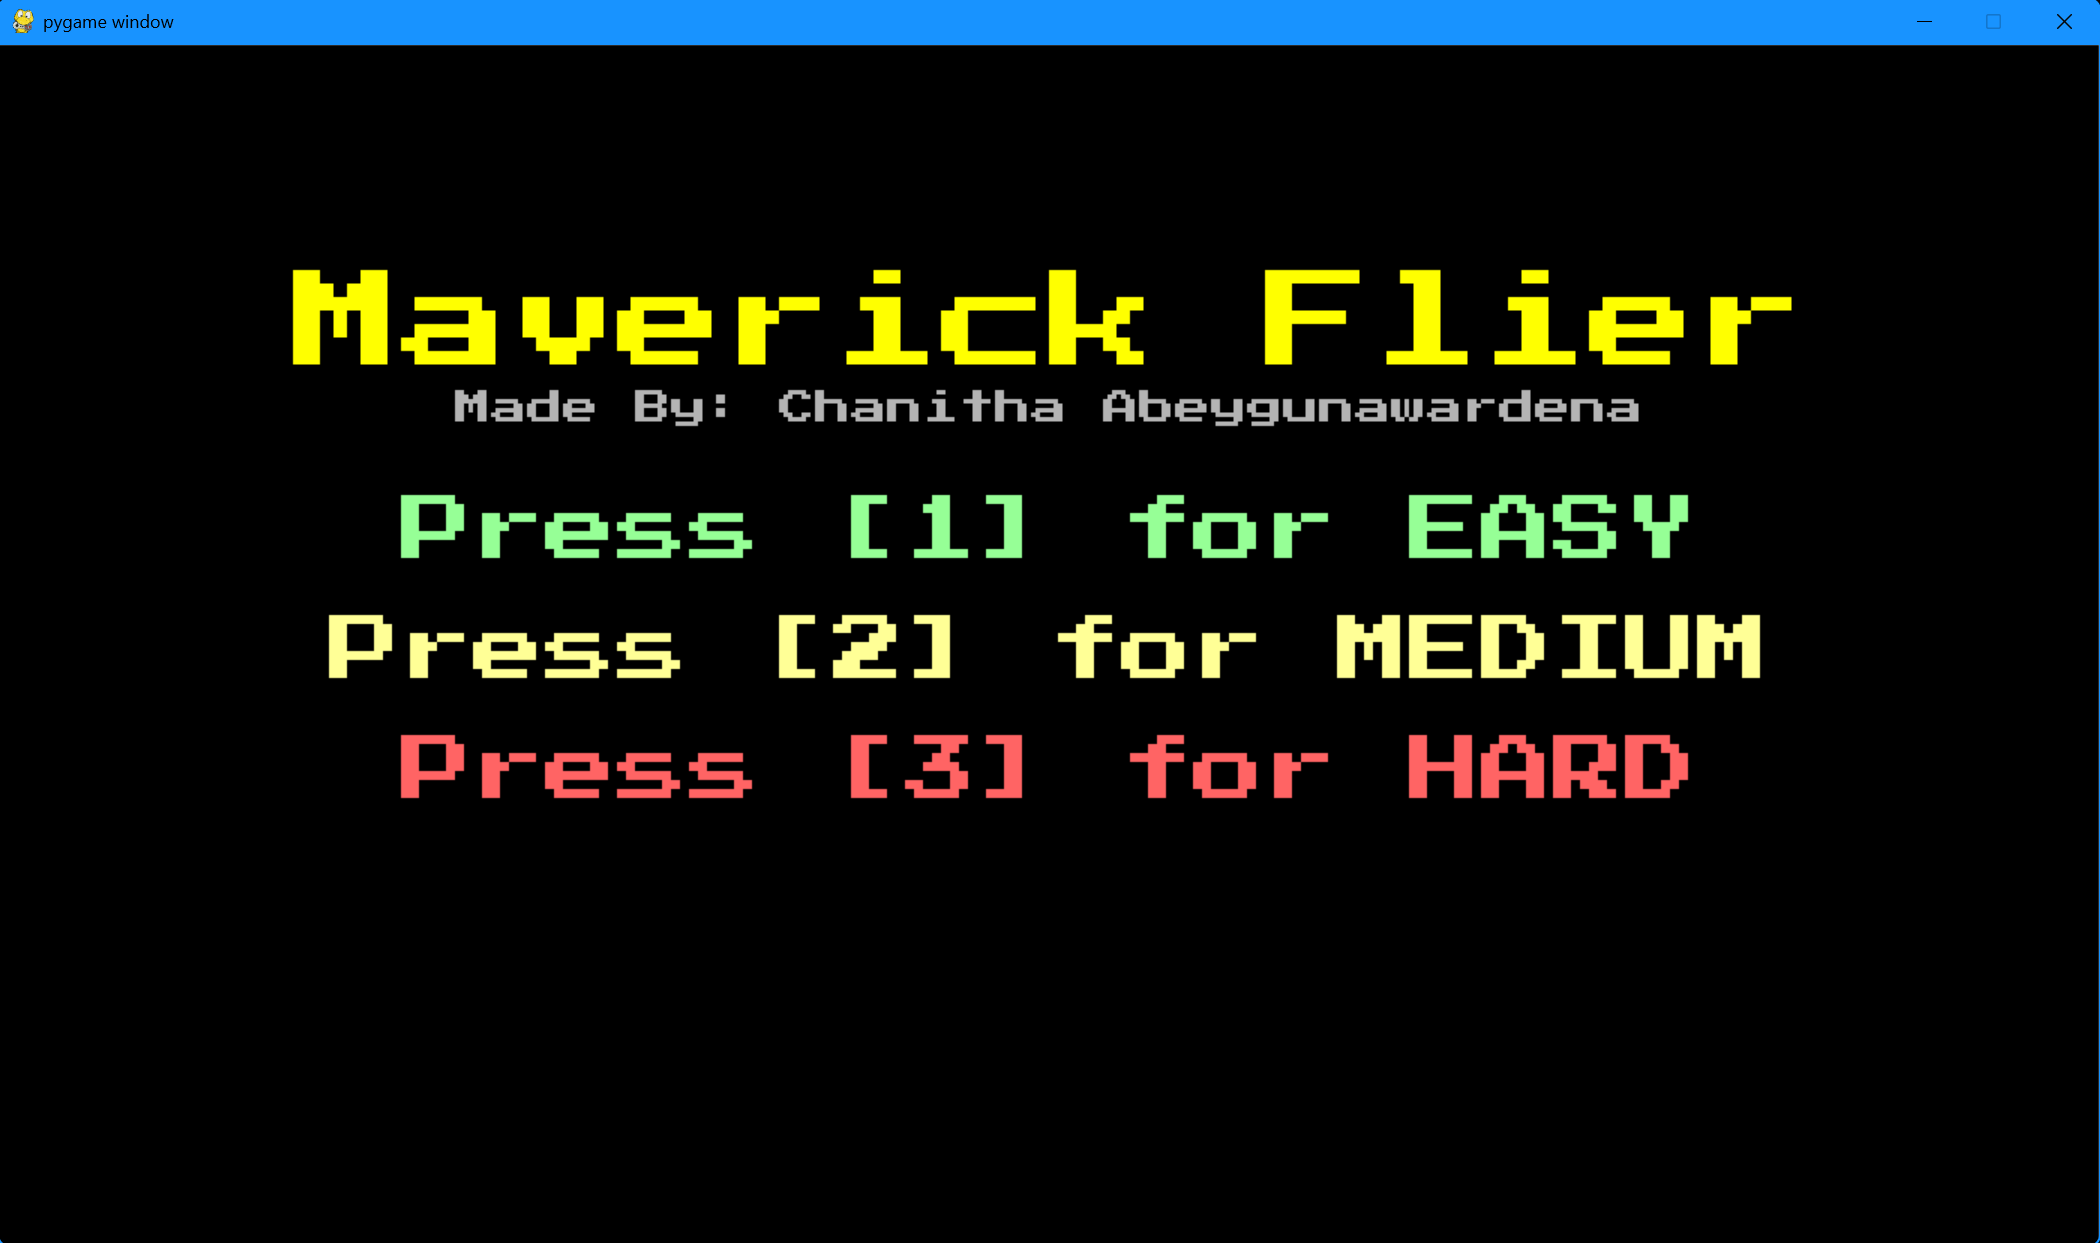 pygame window
Maverick Flier
Made By: Chanitha Abeygunawardena
Press [1] for EASY
Press [2] for MEDIUM
Press [3] for HARD